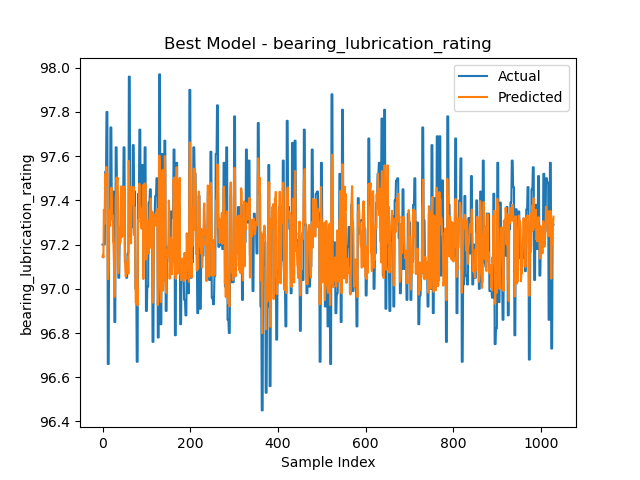 Best Model - bearing_lubrication_rating
Actual
Predicted
bearing_lubrication_rating
98.0
97.8
97.6
97.4
97.2
97.0
96.8
96.6
96.4
0 200 400 600 800 1000
Sample Index